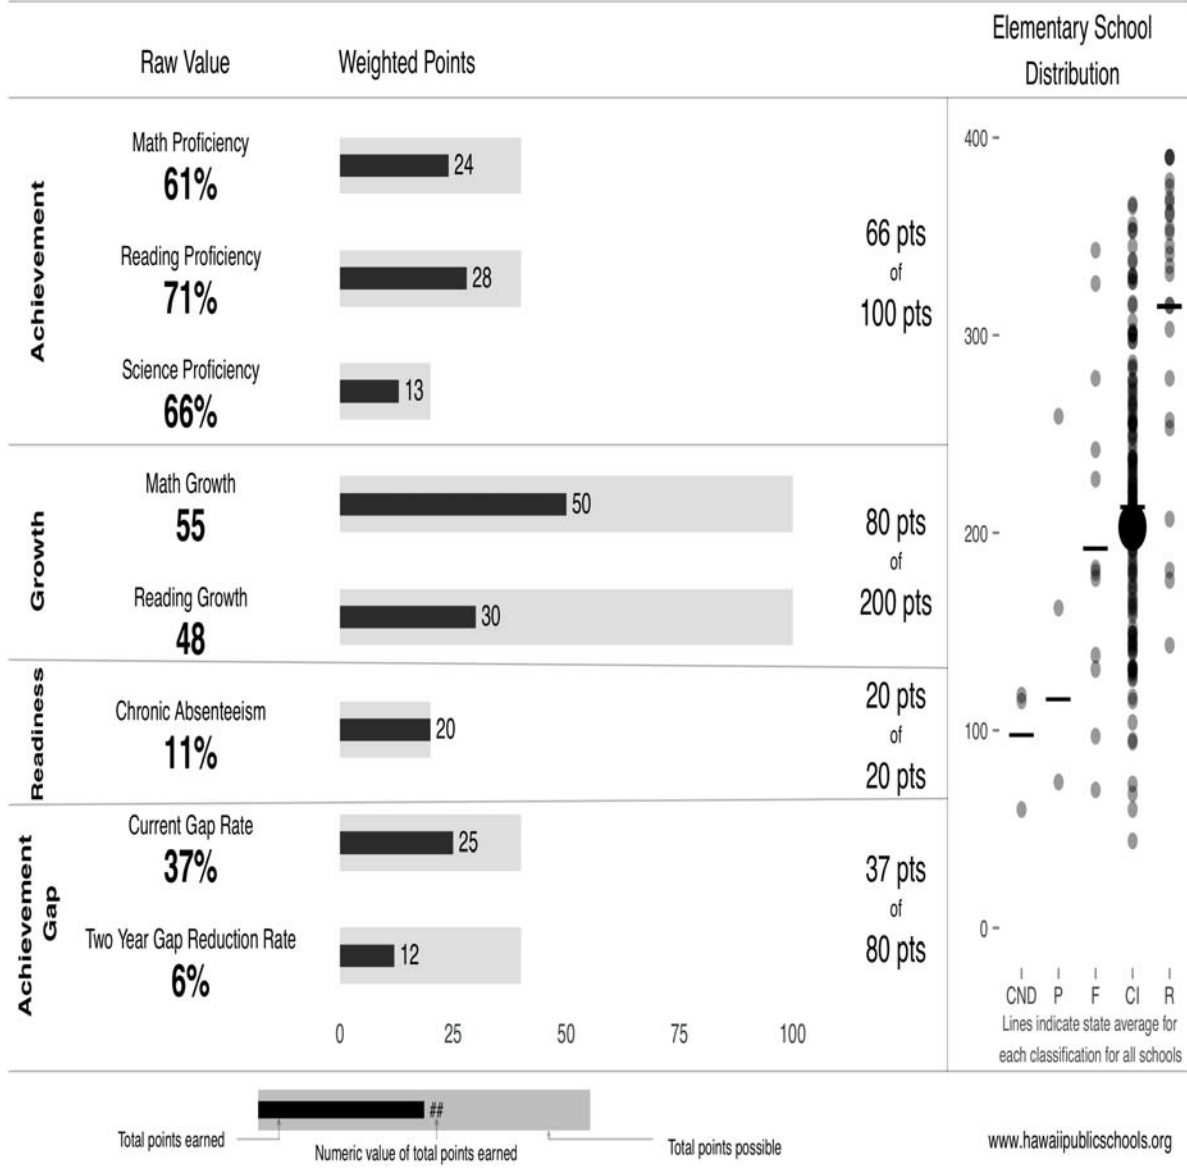 Raw Value
Weighted Points
Elementary School
Distribution
Achievement
Math Proficiency
61%
24
Reading Proficiency
71%
28
Science Proficiency
66%
13
66 pts
of
100 pts
Growth
Math Growth
55
50
Reading Growth
48
30
80 pts
of
200 pts
Readiness
Chronic Absenteeism
11%
20
20 pts
of
20 pts
Achievement
Gap
Current Gap Rate
37%
25
Two Year Gap Reduction Rate
6%
12
37 pts
of
80 pts
0 25 50 75 100
400
300
200
100
0
CND P F CI R
Lines indicate state average for
each classification for all schools
##
Total points earned
Numeric value of total points earned
Total points possible
www.hawaiipublicschools.org